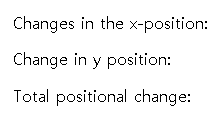 Changes in the x-position:
Change in y position:
Total positional change: